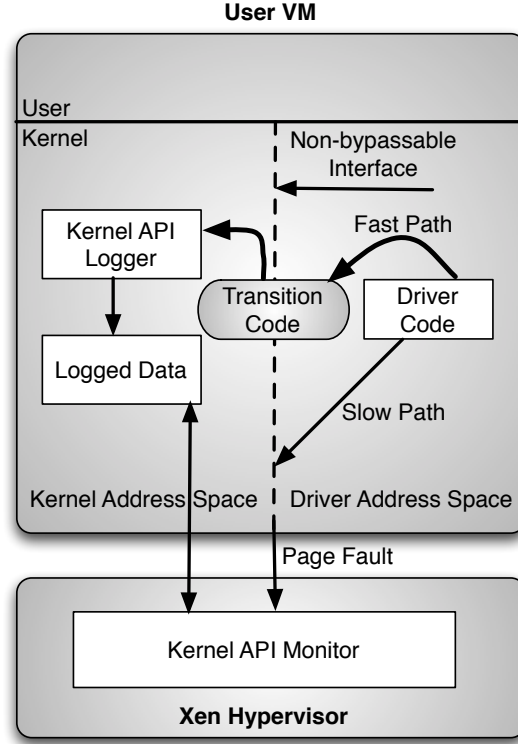 User VM
User
Kernel
Non-bypassable
Interface
Kernel API
Logger
Fast Path
Transition
Code
Driver
Code
Logged Data
Slow Path
Kernel Address Space
Driver Address Space
Page Fault
Kernel API Monitor
Xen Hypervisor